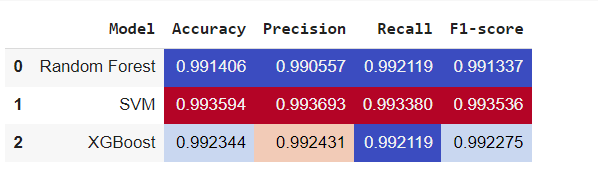 Model Accuracy Precision Recall F1-score
0 Random Forest 0.991406 0.990557 0.992119 0.991337
1 SVM 0.993594 0.993693 0.993380 0.993536
2 XGBoost 0.992344 0.992431 0.992119 0.992275